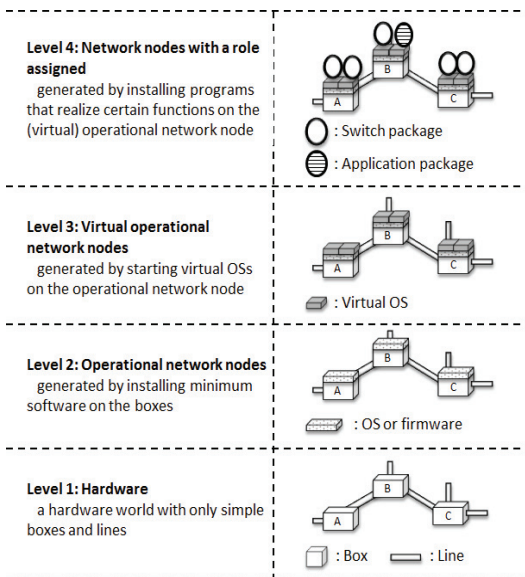 Level 4: Network nodes with a role
assigned
generated by installing programs
that realize certain functions on the
(virtual) operational network node
A
B
C
: Switch package
: Application package
Level 3: Virtual operational
network nodes
generated by starting virtual OSs
on the operational network node
A
B
C
: Virtual OS
Level 2: Operational network nodes
generated by installing minimum
software on the boxes
A
B
C
: OS or firmware
Level 1: Hardware
a hardware world with only simple
boxes and lines
A
B
C
: Box
: Line